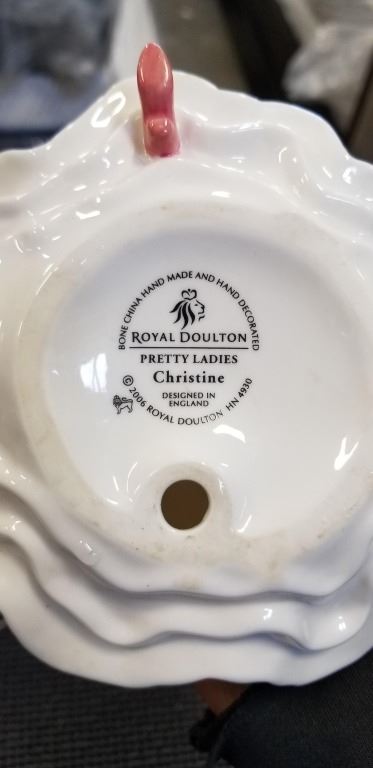 BONE CHINA HAND MADE AND HAND DECORATED
ROYAL DOULTON
PRETTY LADIES
Christine
DESIGNED IN
ENGLAND
© 2006 ROYAL DOULTON HN 4930